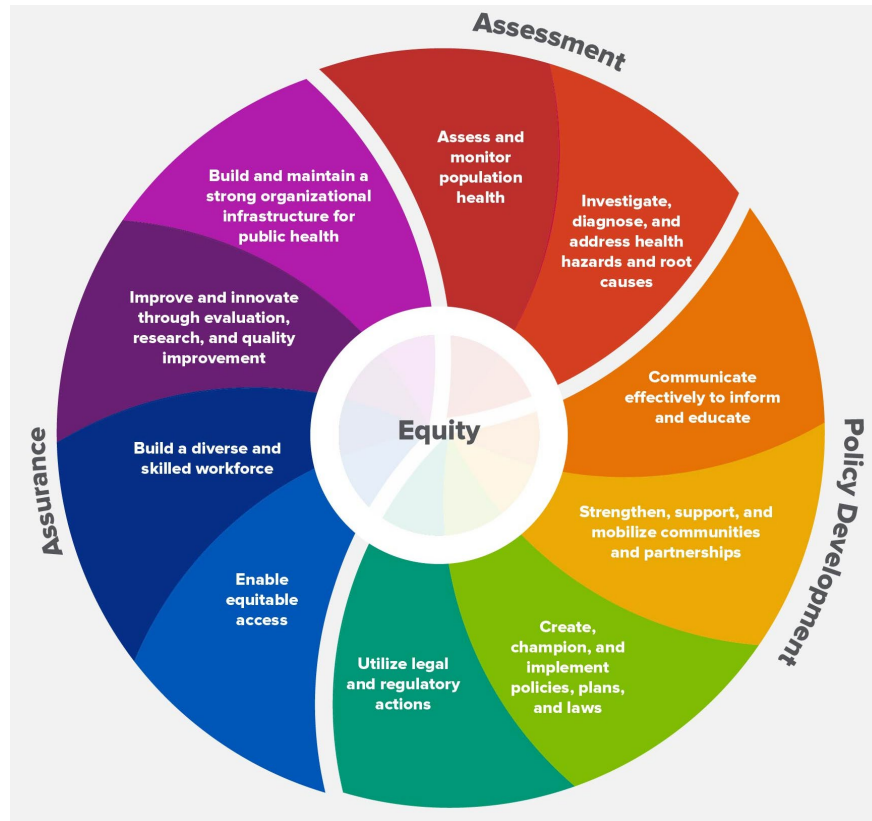 Assessment
Assess and
monitor
population
health
Investigate,
diagnose, and
address health
hazards and root
causes
Policy Development
Communicate
effectively to inform
and educate
Strengthen, support, and
mobilize communities
and partnerships
Create,
champion, and
implement
policies, plans,
and laws
Utilize legal
and regulatory
actions
Assurance
Enable
equitable
access
Build a diverse and
skilled workforce
Improve and innovate
through evaluation,
research, and quality
improvement
Build and maintain a
strong organizational
infrastructure for
public health
Equity